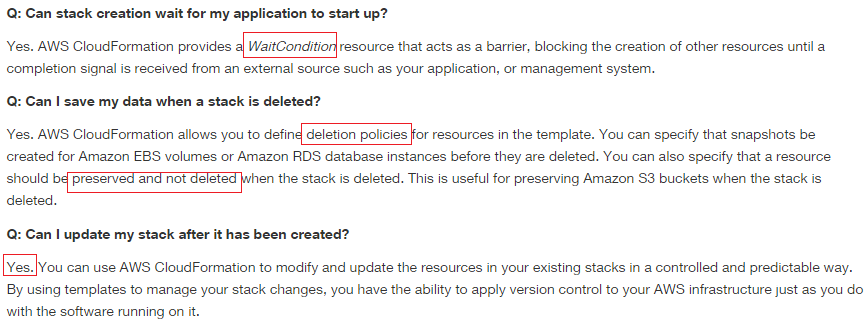 Q: Can stack creation wait for my application to start up?
Yes. AWS CloudFormation provides a WaitCondition resource that acts as a barrier, blocking the creation of other resources until a
completion signal is received from an external source such as your application, or management system.
Q: Can I save my data when a stack is deleted?
Yes. AWS CloudFormation allows you to define deletion policies for resources in the template. You can specify that snapshots be
created for Amazon EBS volumes or Amazon RDS database instances before they are deleted. You can also specify that a resource
should be preserved and not deleted when the stack is deleted. This is useful for preserving Amazon S3 buckets when the stack is
deleted.
Q: Can I update my stack after it has been created?
Yes. You can use AWS CloudFormation to modify and update the resources in your existing stacks in a controlled and predictable way.
By using templates to manage your stack changes, you have the ability to apply version control to your AWS infrastructure just as you do
with the software running on it.